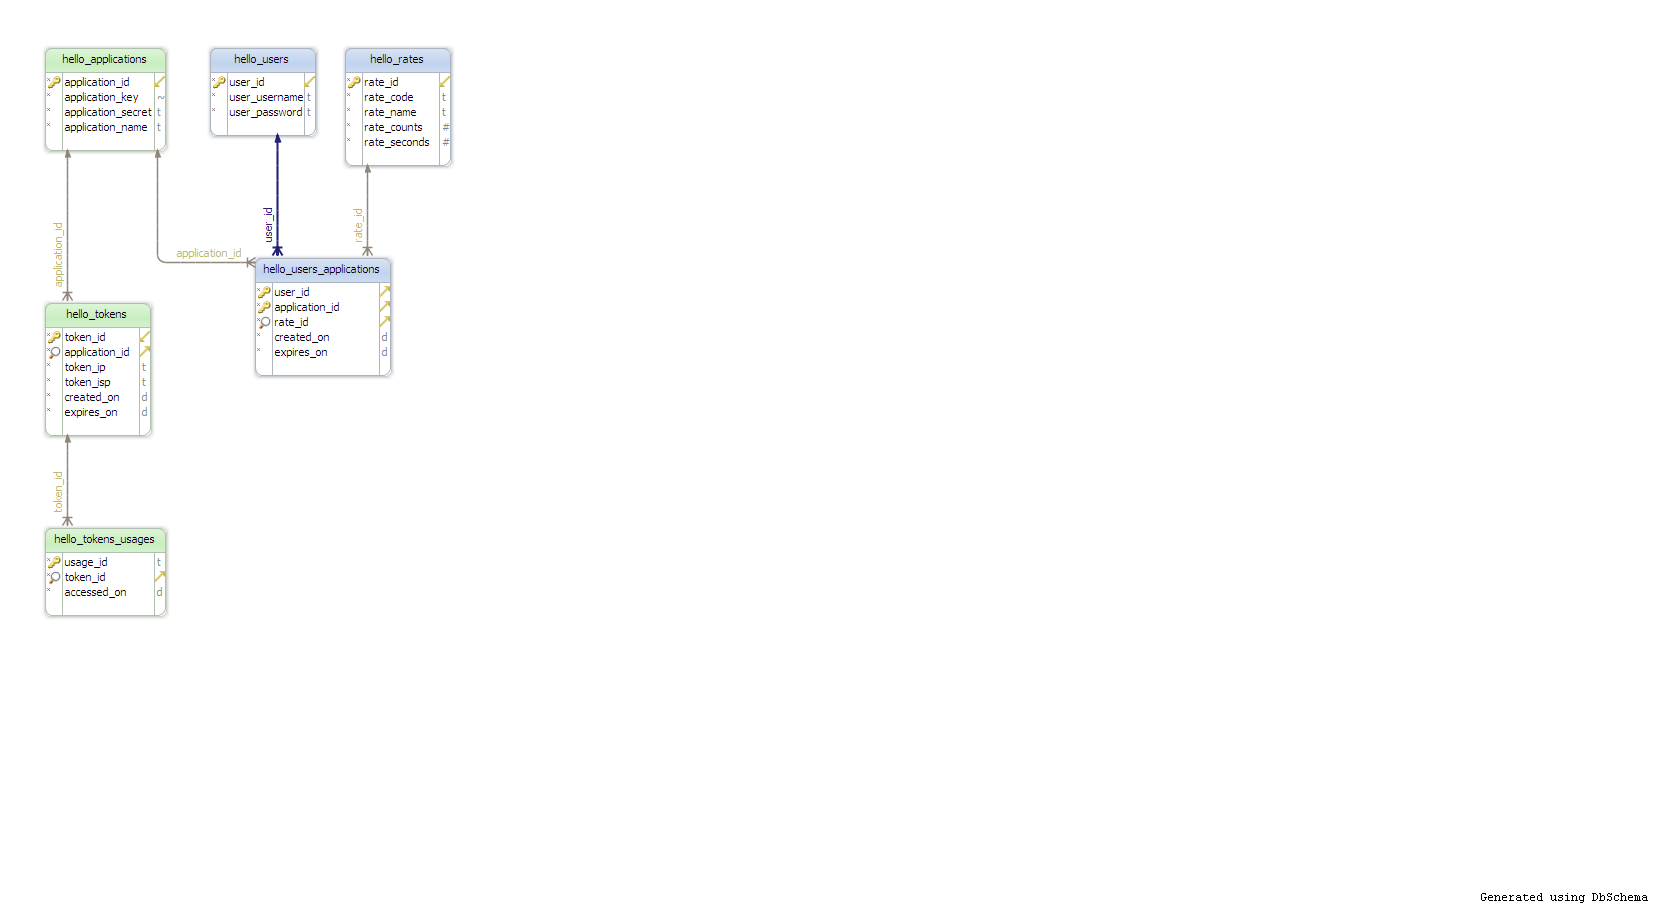 hello_applications
application_id
application_key ~
application_secret t
application_name t
hello_users
user_id
user_username t
user_password t
hello_rates
rate_id
rate_code t
rate_name t
rate_counts #
rate_seconds #
application_id
application_id
user_id
rate_id
hello_users_applications
user_id
application_id
rate_id
created_on d
expires_on d
hello_tokens
token_id
application_id
token_ip t
token_isp t
created_on d
expires_on d
token_id
hello_tokens_usages
usage_id t
token_id
accessed_on d
Generated using DbSchema